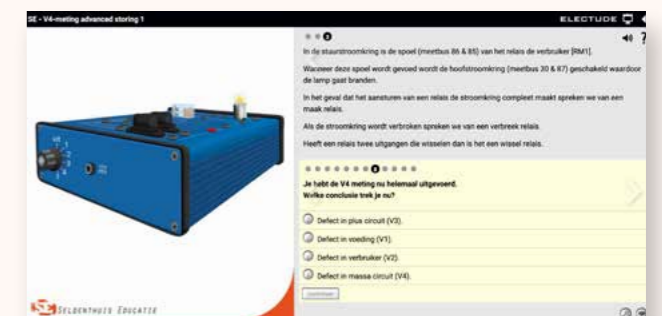 SE - V4-meting advanced storing 1
ELECTUDE
In de stuurstroomkring is de spoel (meetbus 86 & 85) van het relais de verbruiker [RM1].
Wanneer deze spoel wordt gevoed wordt de hoofdstroomkring (meetbus 30 & 87) geschakeld waardoor
de lamp gaat branden.
In het geval dat het aansturen van een relais de stroomkring compleet maakt spreken we van een
maak relais.
Als de stroomkring wordt verbroken spreken we van een verbreek relais.
Heeft een relais twee uitgangen die wisselen dan is het een wissel relais.
Je hebt de V4 meting nu helemaal uitgevoerd.
Welke conclusie trek je nu?
Defect in plus circuit (V3).
Defect in voeding (V1).
Defect in verbruiker (V2).
Defect in massa circuit (V4).
SE SELDENTHUIS EDUCATIE